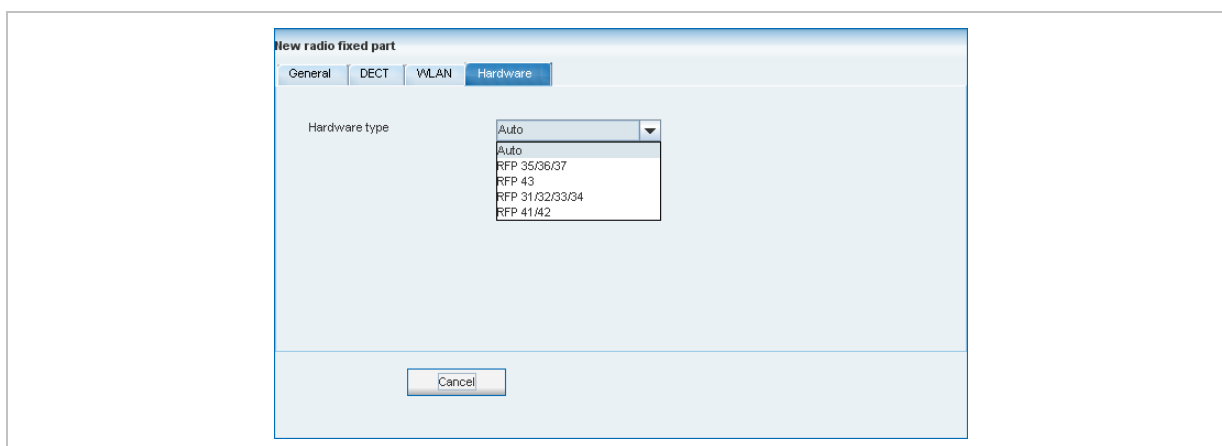 New radio fixed part
General DECT WLAN Hardware
Hardware type Auto
Auto
RFP 35/36/37
RFP 43
RFP 31/32/33/34
RFP 41/42
Cancel